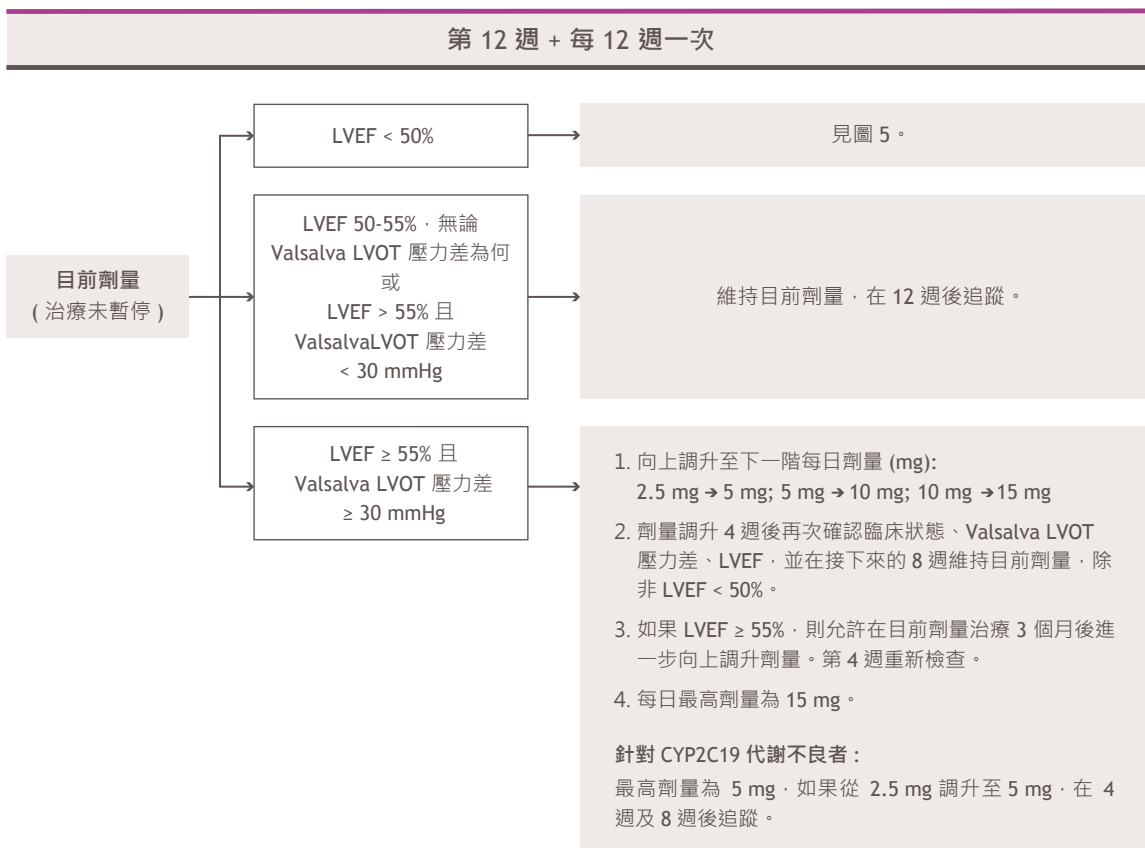 第 12 週 + 每 12 週一次
目前劑量
( 治療未暫停 )
LVEF < 50%
見圖 5。
LVEF 50-55%，無論
Valsalva LVOT 壓力差為何
或
LVEF > 55% 且
ValsalvaLVOT 壓力差
< 30 mmHg
維持目前劑量，在 12 週後追蹤。
LVEF ≥ 55% 且
Valsalva LVOT 壓力差
≥ 30 mmHg
1. 向上調升至下一階每日劑量 (mg):
2.5 mg ➔ 5 mg; 5 mg ➔ 10 mg; 10 mg ➔15 mg
2. 劑量調升 4 週後再次確認臨床狀態、Valsalva LVOT
壓力差、LVEF，並在接下來的 8 週維持目前劑量，除
非 LVEF < 50%。
3. 如果 LVEF ≥ 55%，則允許在目前劑量治療 3 個月後進
一步向上調升劑量。第 4 週重新檢查。
4. 每日最高劑量為 15 mg。
針對 CYP2C19 代謝不良者 :
最高劑量為 5 mg，如果從 2.5 mg 調升至 5 mg，在 4
週及 8 週後追蹤。